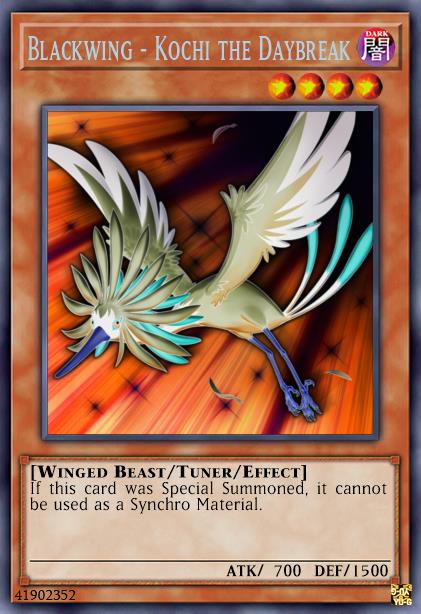 Blackwing - Kochi the Daybreak
DARK
闇
[Winged Beast/Tuner/Effect]
If this card was Special Summoned, it cannot
be used as a Synchro Material.
ATK/ 700 DEF/1500
41902352